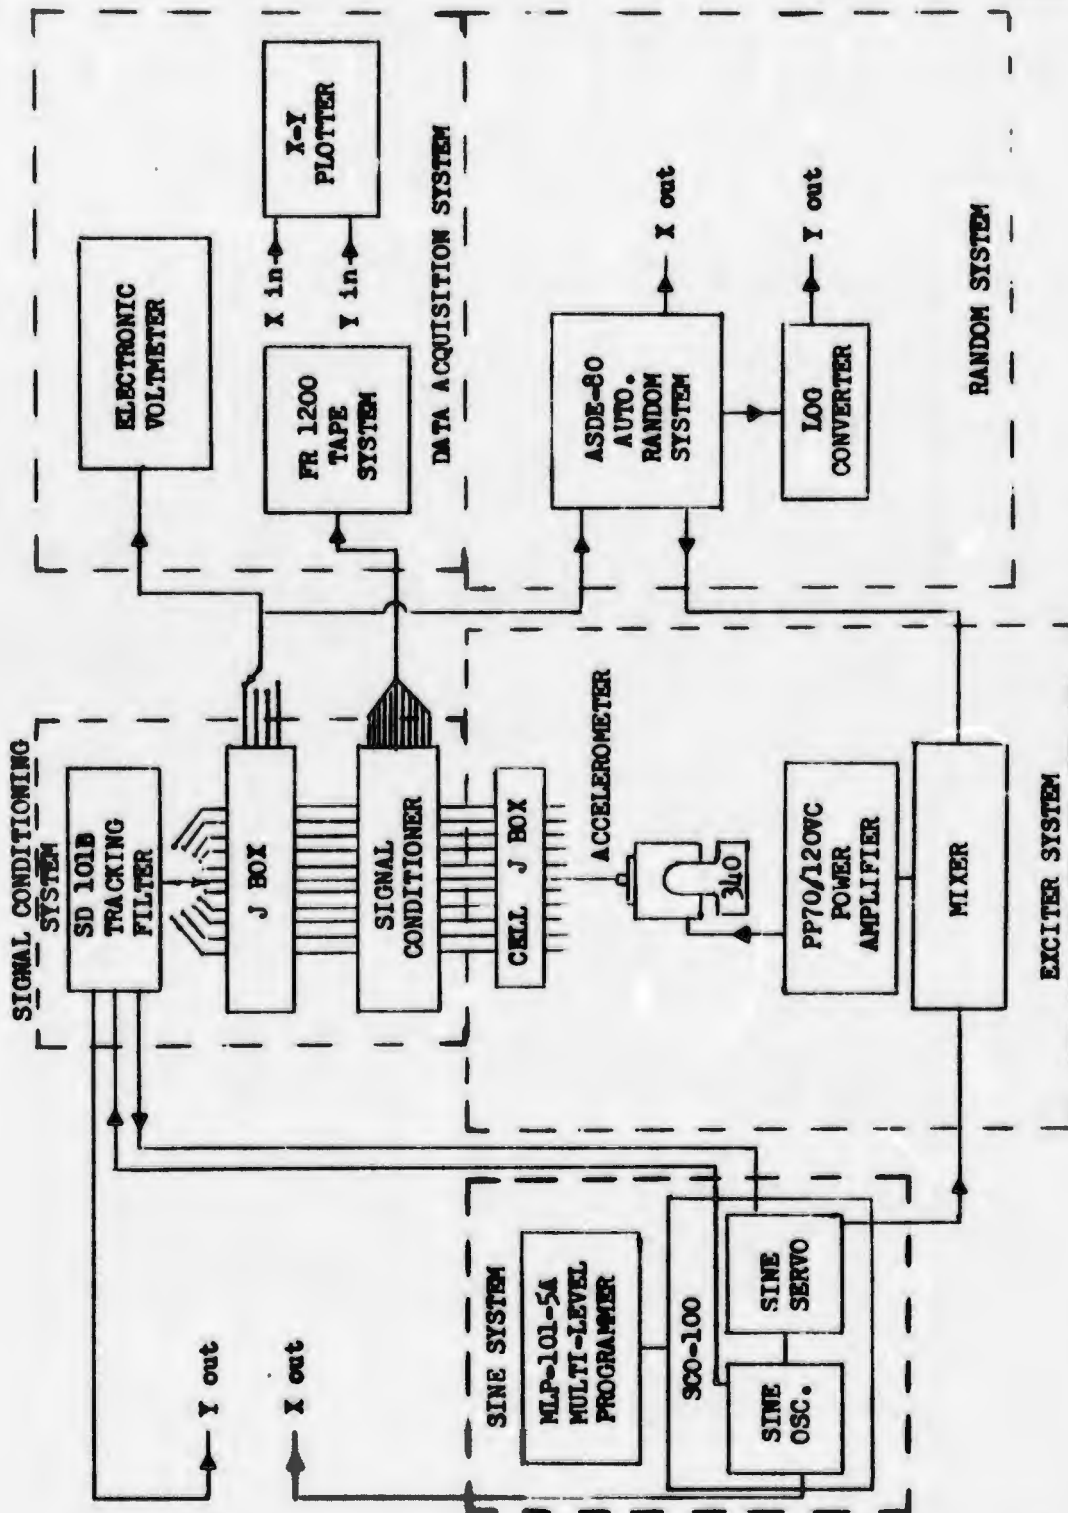 SIGNAL CONDITIONING
SYSTEM
SD 101B
TRACKING
FILTER
J BOX
SIGNAL
CONDITIONER
CELL J BOX
ELECTRONIC
VOLTMETER
X-Y
PLOTTER
X in
Y in
FR 1200
TAPE
SYSTEM
DATA ACQUISITION SYSTEM
Y out
X out
SINE SYSTEM
MLP-101-5A
MULTI-LEVEL
PROGRAMMER
SCO-100
SINE
OSC.
SINE
SERVO
ACCELEROMETER
340
PP70/120VC
POWER
AMPLIFIER
MIXER
EXCITER SYSTEM
ASDE-80
AUTO.
RANDOM
SYSTEM
X out
LOG
CONVERTER
Y out
RANDOM SYSTEM